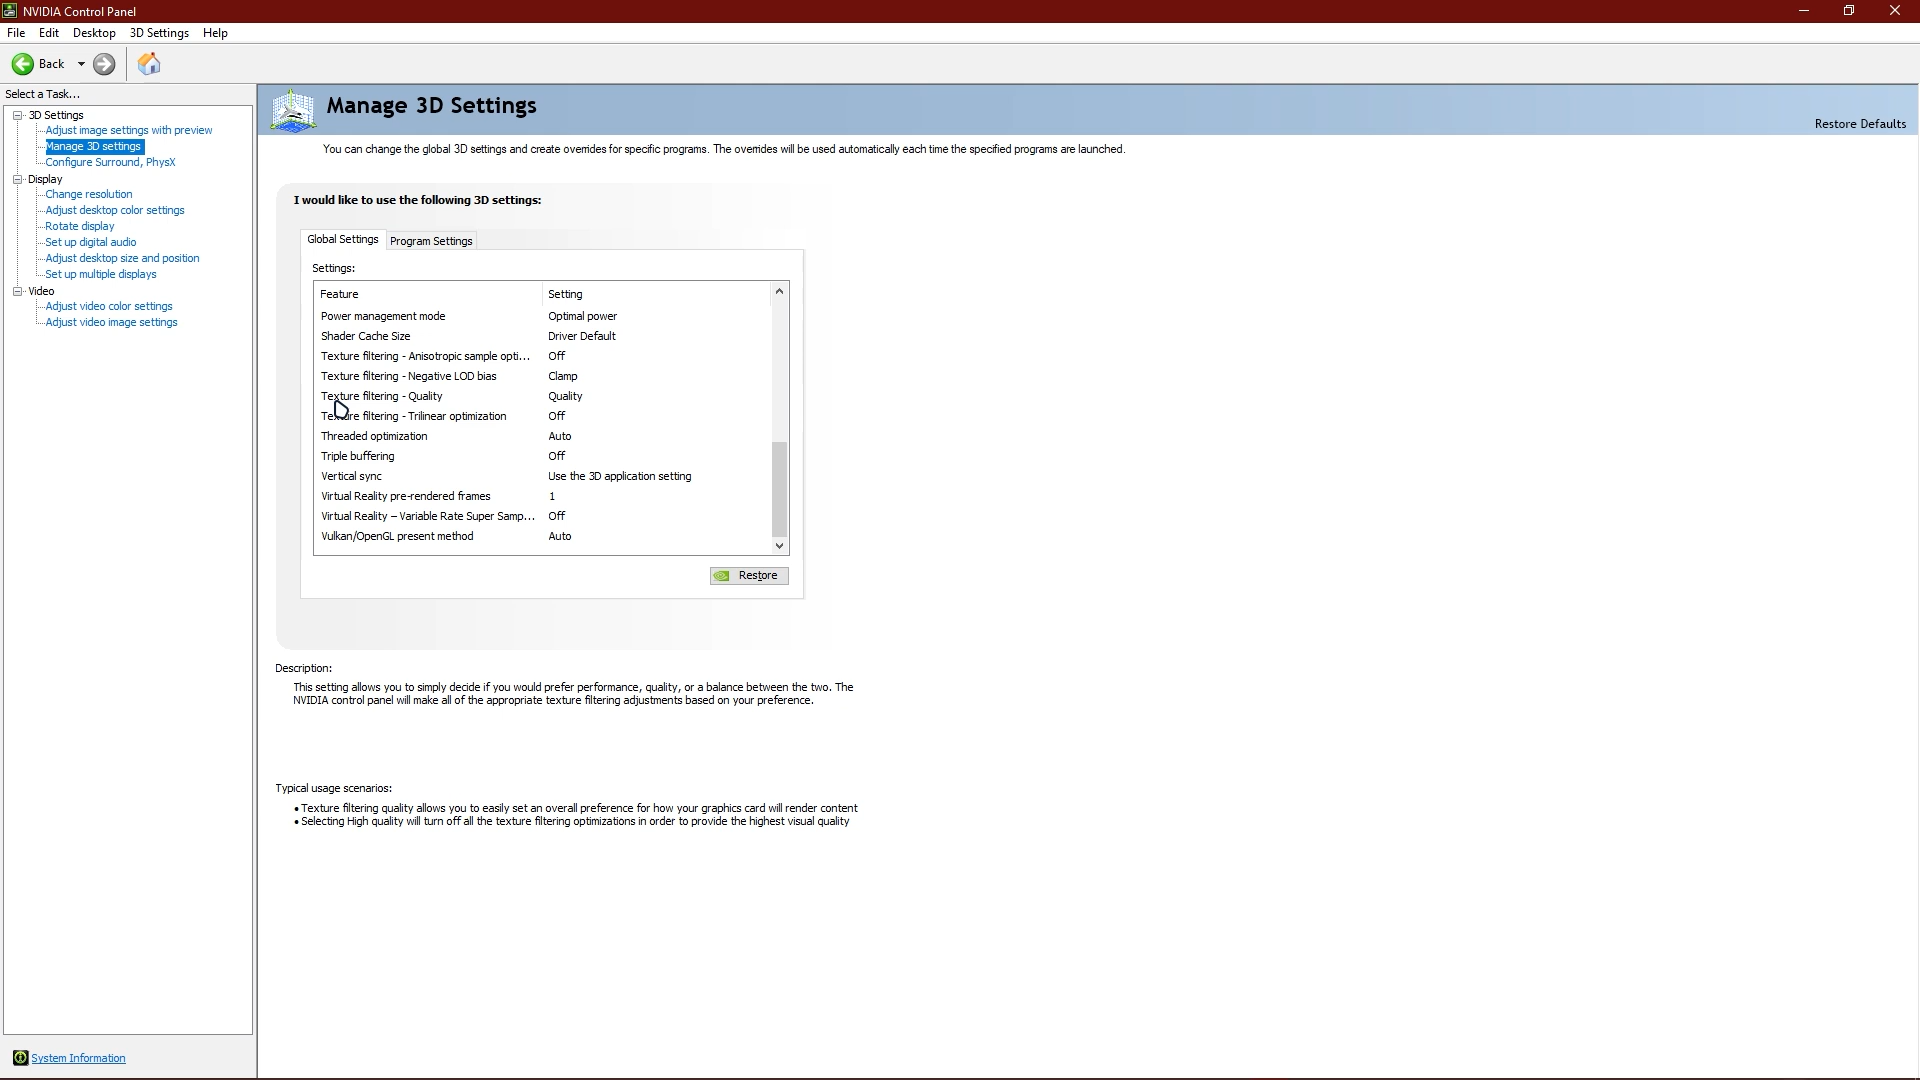 NVIDIA Control Panel
File Edit Desktop 3D Settings Help
Back
Select a Task...
3D Settings
Adjust image settings with preview
Manage 3D settings
Configure Surround, PhysX
Display
Change resolution
Adjust desktop color settings
Rotate display
Set up digital audio
Adjust desktop size and position
Set up multiple displays
Video
Adjust video color settings
Adjust video image settings
System Information
Manage 3D Settings
Restore Defaults
You can change the global 3D settings and create overrides for specific programs. The overrides will be used automatically each time the specified programs are launched.
I would like to use the following 3D settings:
Global Settings Program Settings
Settings:
Feature Setting
Power management mode Optimal power
Shader Cache Size Driver Default
Texture filtering - Anisotropic sample opti... Off
Texture filtering - Negative LOD bias Clamp
Texture filtering - Quality Quality
Texture filtering - Trilinear optimization Off
Threaded optimization Auto
Triple buffering Off
Vertical sync Use the 3D application setting
Virtual Reality pre-rendered frames 1
Virtual Reality – Variable Rate Super Samp... Off
Vulkan/OpenGL present method Auto
Restore
Description:
This setting allows you to simply decide if you would prefer performance, quality, or a balance between the two. The
NVIDIA control panel will make all of the appropriate texture filtering adjustments based on your preference.
Typical usage scenarios:
• Texture filtering quality allows you to easily set an overall preference for how your graphics card will render content
• Selecting High quality will turn off all the texture filtering optimizations in order to provide the highest visual quality